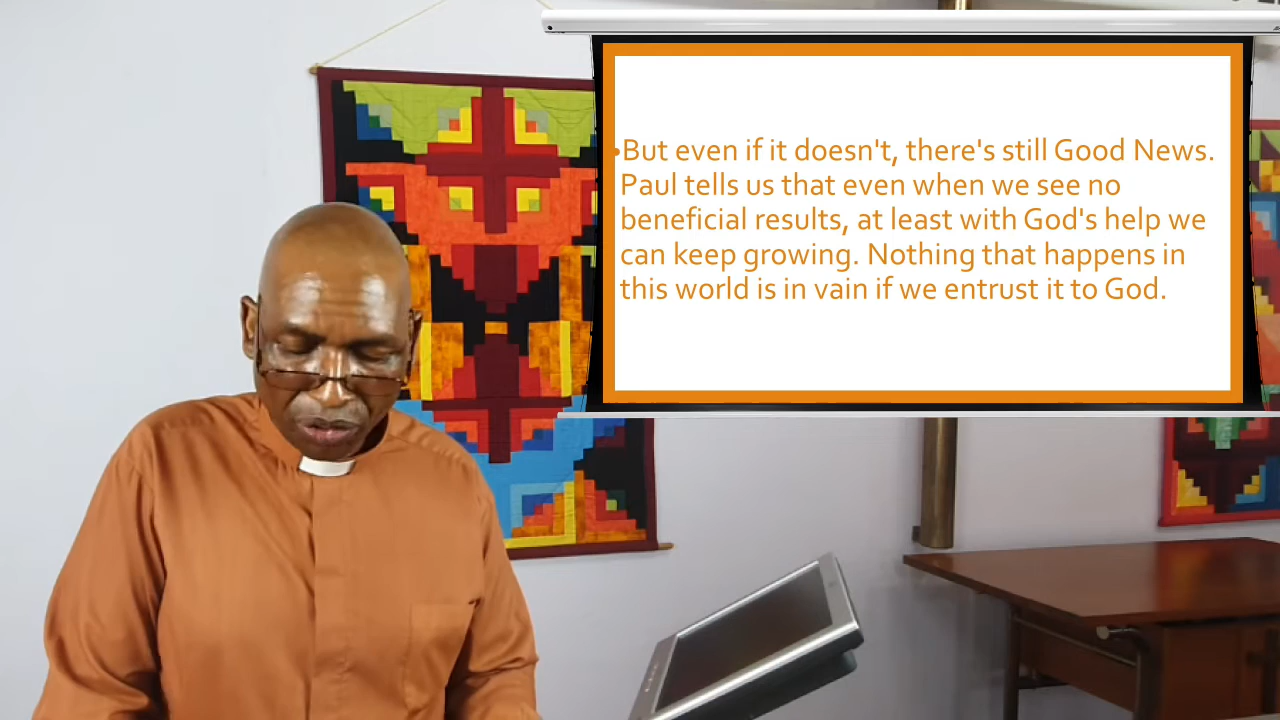 •But even if it doesn't, there's still Good News.
Paul tells us that even when we see no
beneficial results, at least with God's help we
can keep growing. Nothing that happens in
this world is in vain if we entrust it to God.